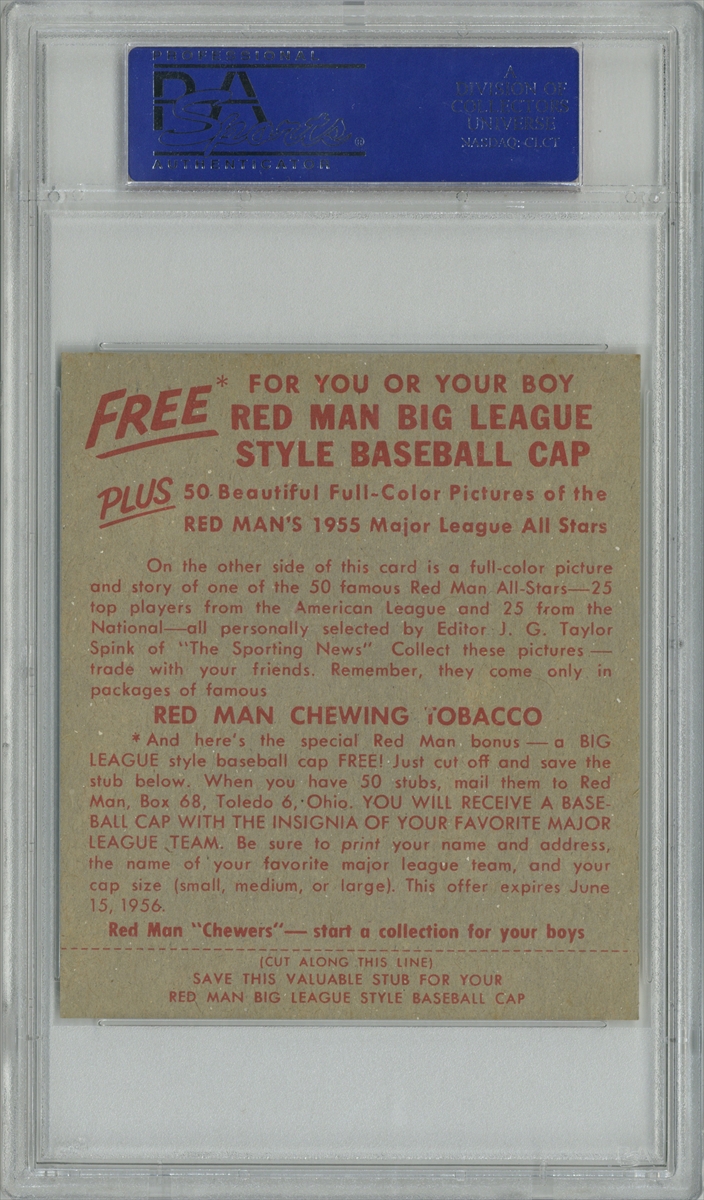 PROFESSIONAL
PSA
Sports
AUTHENTICATOR
®
A
DIVISION OF
COLLECTORS
UNIVERSE
NASDAQ: CLCT
FREE* FOR YOU OR YOUR BOY
RED MAN BIG LEAGUE
STYLE BASEBALL CAP
PLUS 50 Beautiful Full-Color Pictures of the
RED MAN'S 1955 Major League All Stars
On the other side of this card is a full-color picture
and story of one of the 50 famous Red Man All-Stars—25
top players from the American League and 25 from the
National—all personally selected by Editor J. G. Taylor
Spink of "The Sporting News" Collect these pictures —
trade with your friends. Remember, they come only in
packages of famous
RED MAN CHEWING TOBACCO
*And here's the special Red Man bonus — a BIG
LEAGUE style baseball cap FREE! Just cut off and save the
stub below. When you have 50 stubs, mail them to Red
Man, Box 68, Toledo 6, Ohio. YOU WILL RECEIVE A BASE-
BALL CAP WITH THE INSIGNIA OF YOUR FAVORITE MAJOR
LEAGUE TEAM. Be sure to print your name and address,
the name of your favorite major league team, and your
cap size (small, medium, or large). This offer expires June
15, 1956.
Red Man "Chewers"— start a collection for your boys
(CUT ALONG THIS LINE)
SAVE THIS VALUABLE STUB FOR YOUR
RED MAN BIG LEAGUE STYLE BASEBALL CAP